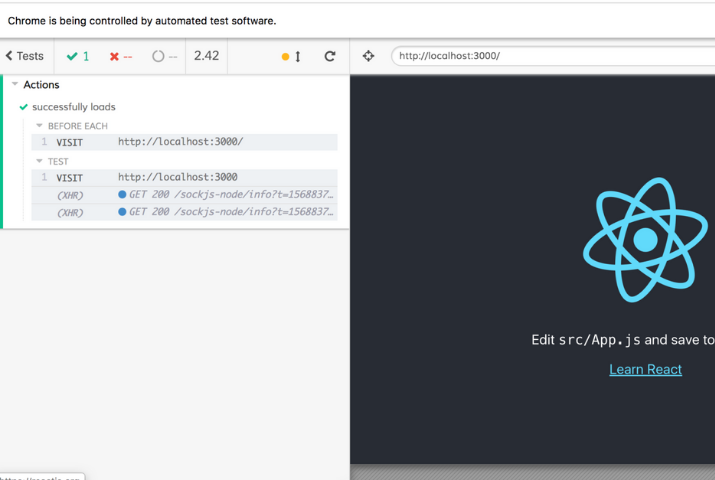 Chrome is being controlled by automated test software.
Tests 1 -- -- 2.42
http://localhost:3000/
Actions
successfully loads
BEFORE EACH
1 VISIT http://localhost:3000/
TEST
1 VISIT http://localhost:3000
(XHR) GET 200 /sockjs-node/info?t=1568837…
(XHR) GET 200 /sockjs-node/info?t=1568837…
Edit src/App.js and save to
Learn React